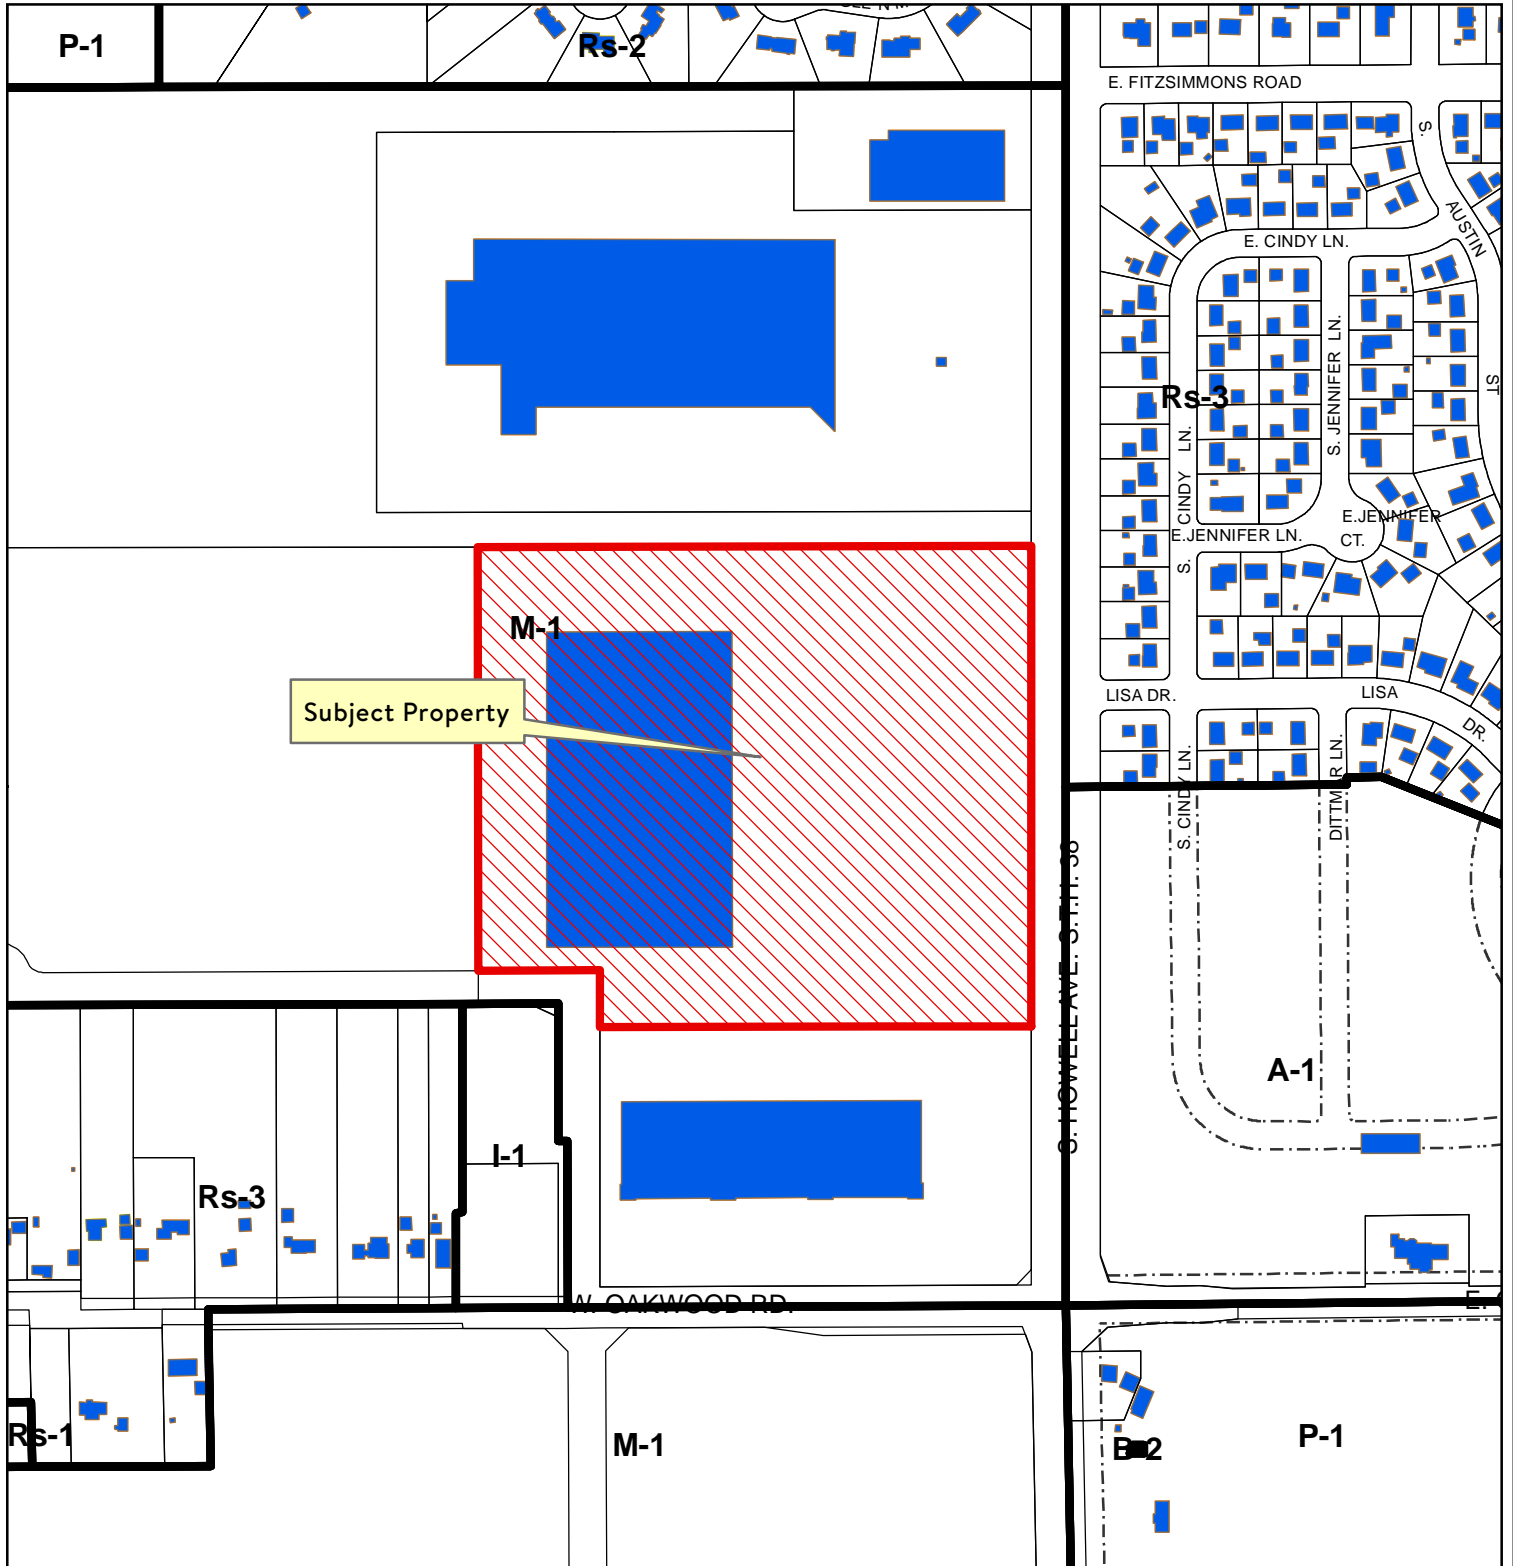 P-1
Rs-2
E. FITZSIMMONS ROAD
S.
AUSTIN
ST
E. CINDY LN.
S. JENNIFER LN.
Rs-3
S. CINDY LN.
E.JENNIFER
CT.
E.JENNIFER LN.
M-1
Subject Property
LISA DR.
LISA
DR.
S. CINDY LN.
DITTMAR LN.
S. HOWELL AVE. S.T.H. 38
A-1
I-1
Rs-3
W. OAKWOOD RD.
E.
Rs-1
M-1
B-2
P-1